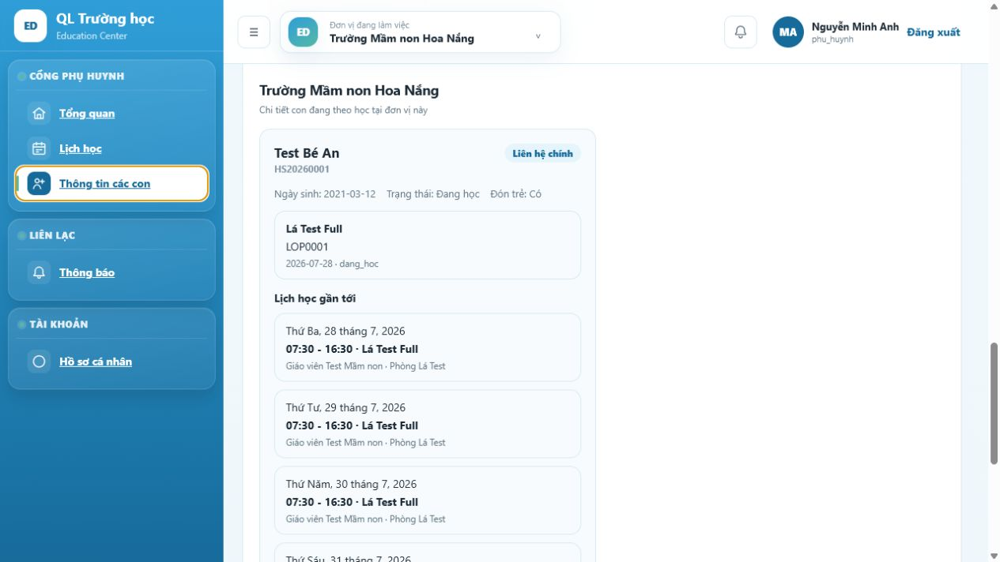 ED
QL Trường học
Education Center
CỔNG PHỤ HUYNH
Tổng quan
Lịch học
Thông tin các con
LIÊN LẠC
Thông báo
TÀI KHOẢN
Hồ sơ cá nhân
ED
Đơn vị đang làm việc
Trường Mầm non Hoa Nắng
MA
Nguyễn Minh Anh
phu_huynh
Đăng xuất
Trường Mầm non Hoa Nắng
Chi tiết con đang theo học tại đơn vị này
Test Bé An
Liên hệ chính
HS20260001
Ngày sinh: 2021-03-12 Trạng thái: Đang học Đón trẻ: Có
Lá Test Full
LOP0001
2026-07-28 · dang_hoc
Lịch học gần tới
Thứ Ba, 28 tháng 7, 2026
07:30 - 16:30 · Lá Test Full
Giáo viên Test Mầm non · Phòng Lá Test
Thứ Tư, 29 tháng 7, 2026
07:30 - 16:30 · Lá Test Full
Giáo viên Test Mầm non · Phòng Lá Test
Thứ Năm, 30 tháng 7, 2026
07:30 - 16:30 · Lá Test Full
Giáo viên Test Mầm non · Phòng Lá Test
Thứ Sáu, 31 tháng 7, 2026